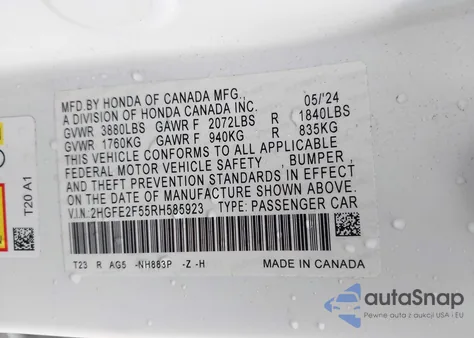 MFD.BY HONDA OF CANADA MFG., 05/'24
A DIVISION OF HONDA CANADA INC.
GVWR 3880LBS GAWR F 2072LBS R 1840LBS
GVWR 1760KG GAWR F 940KG R 835KG
THIS VEHICLE CONFORMS TO ALL APPLICABLE
FEDERAL MOTOR VEHICLE SAFETY , BUMPER ,
AND THEFT PREVENTION STANDARDS IN EFFECT
ON THE DATE OF MANUFACTURE SHOWN ABOVE.
V.I.N:2HGFE2F55RH585923 TYPE: PASSENGER CAR
T23 R AG5 -NH883P -Z -H
MADE IN CANADA
T20 A1
autoSnap
Pewne auta z USA i EU